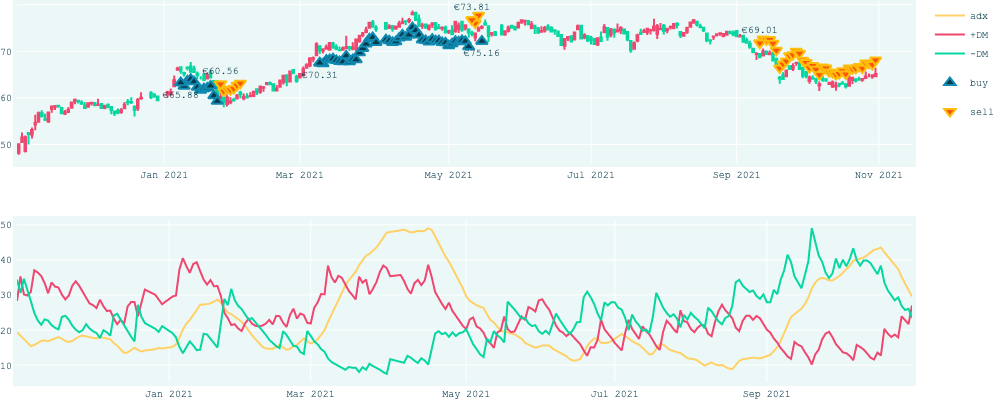 €73.81
€69.01
€75.16
70
€60.56
€70.31
€65.88
60
50
Jan 2021 Mar 2021 May 2021 Jul 2021 Sep 2021 Nov 2021
adx
+DM
−DM
buy
sell
50
40
30
20
10
Jan 2021 Mar 2021 May 2021 Jul 2021 Sep 2021